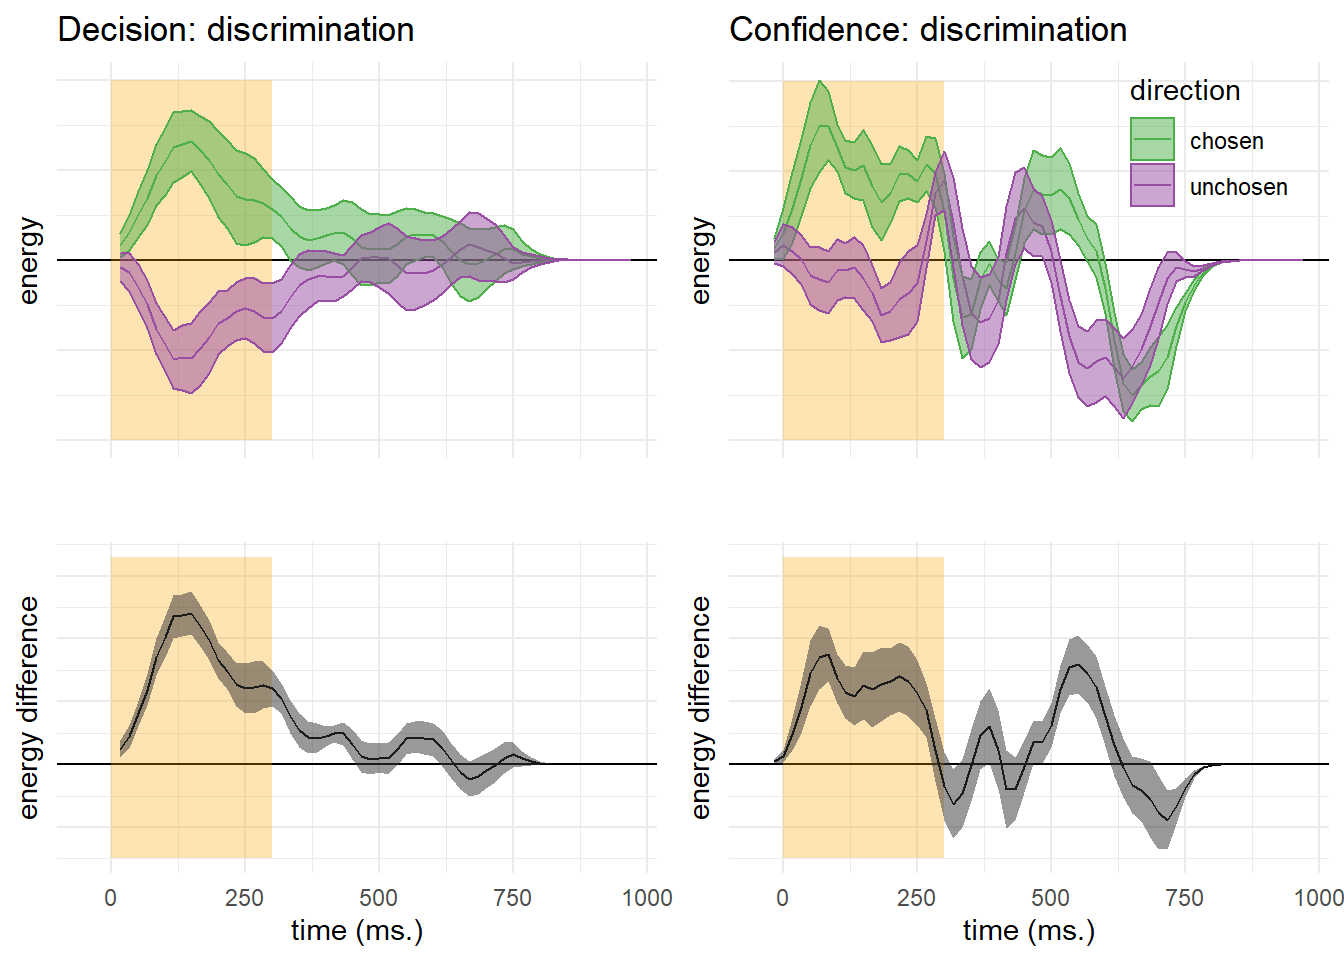 Decision: discrimination
Confidence: discrimination
energy
energy
direction
chosen
unchosen
energy difference
energy difference
0 250 500 750 1000
0 250 500 750 1000
time (ms.)
time (ms.)